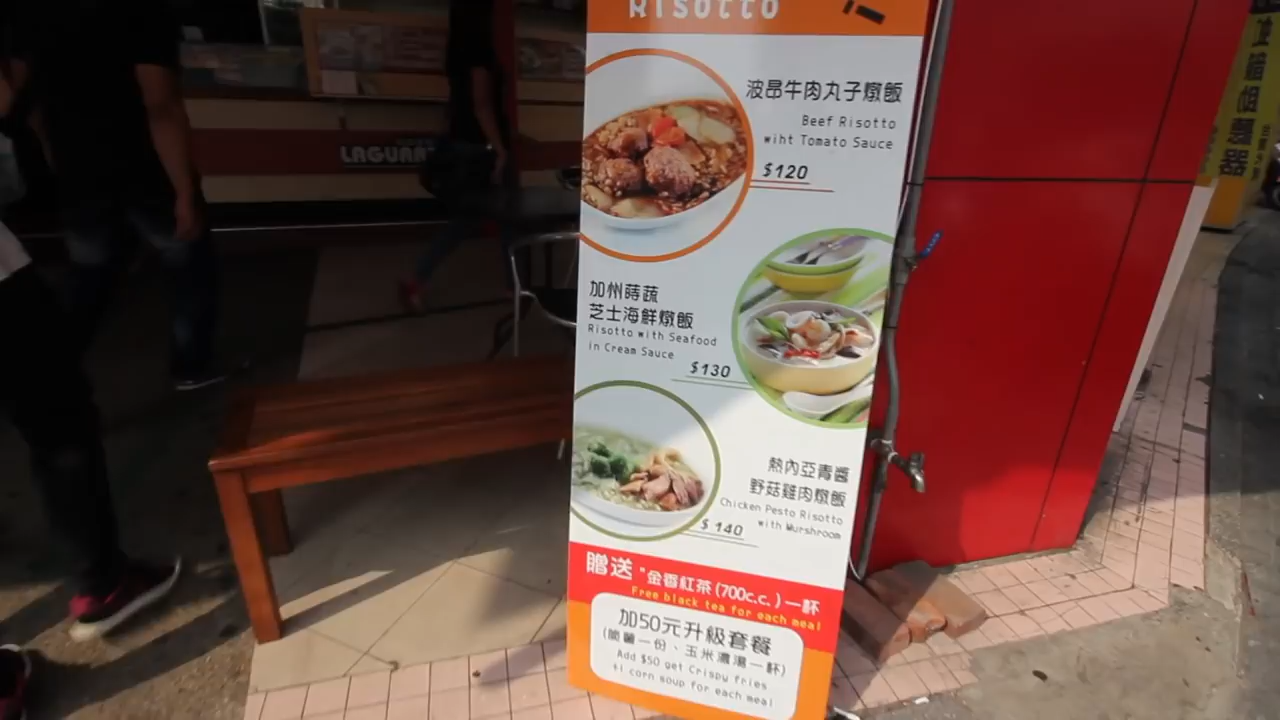 RISOTTO
波昂牛肉丸子燉飯
Beef Risotto
wiht Tomato Sauce
$120
加州蒔蔬
芝士海鮮燉飯
Risotto with Seafood
in Cream Sauce
$130
熱內亞青醬
野菇雞肉燉飯
Chicken Pesto Risotto
with Murshroom
$140
贈送"金香紅茶(700c.c.)一杯
Free black tea for each meal
加50元升級套餐
(脆薯一份、玉米濃湯一杯)
Add $50 get Crispy fries
corn soup for each meal
LAGUNA
助聽器